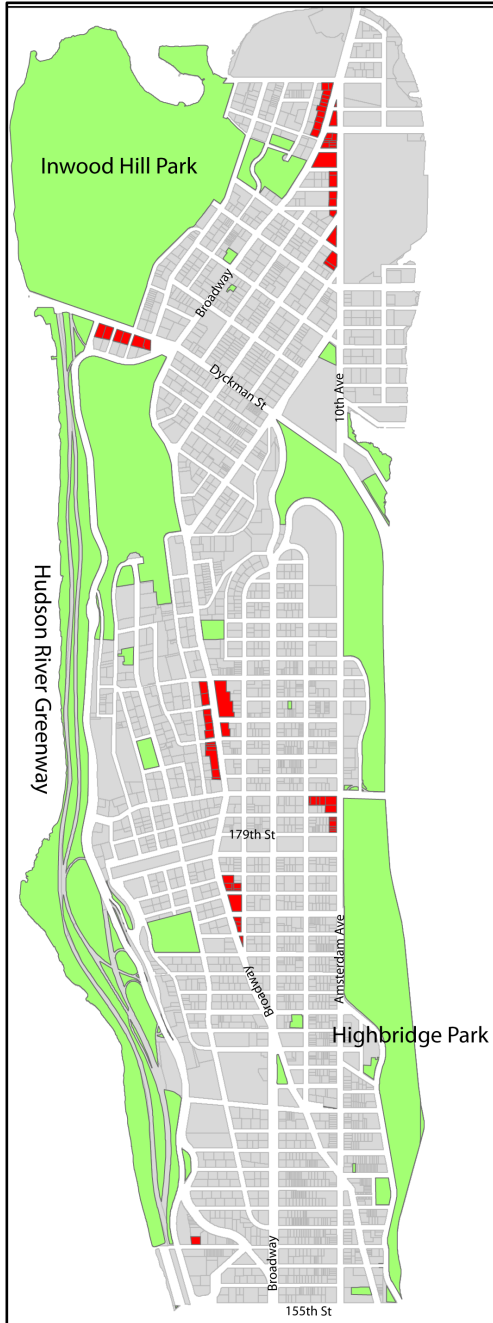 Inwood Hill Park
Broadway
Dyckman St
10th Ave
Hudson River Greenway
179th St
Amsterdam Ave
Broadway
Highbridge Park
Broadway
155th St